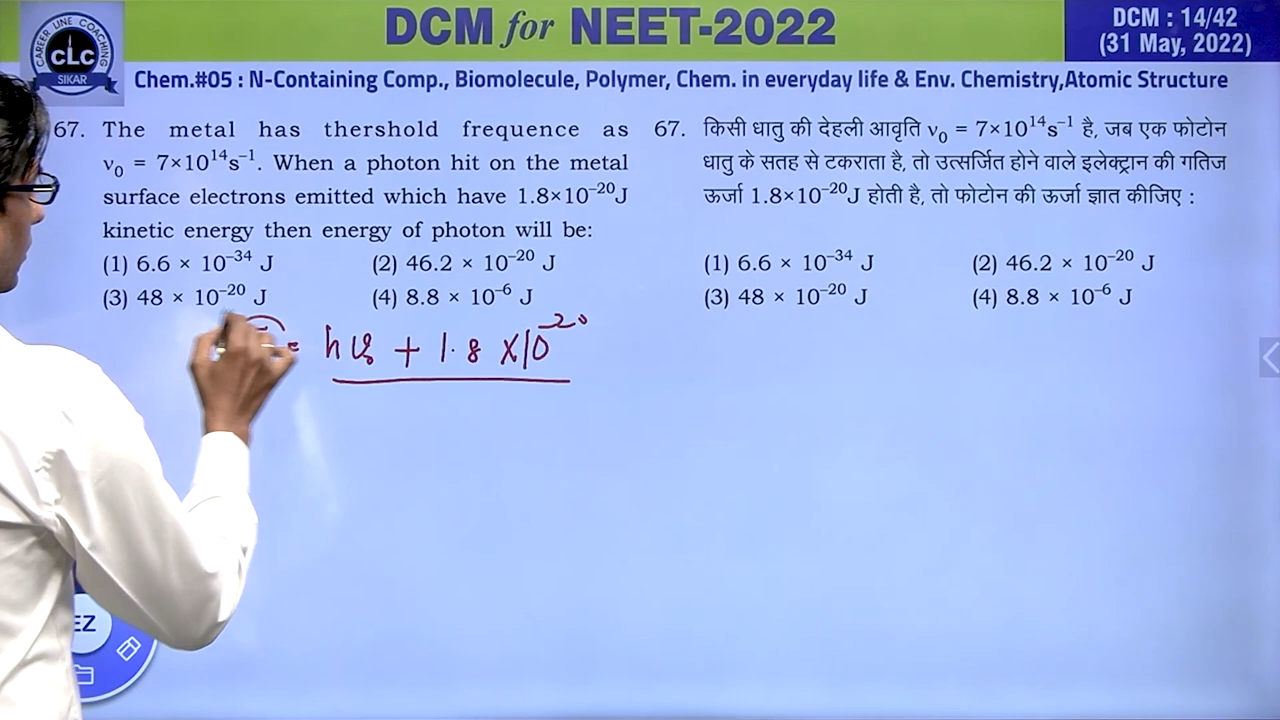 DCM for NEET-2022
DCM : 14/42
(31 May, 2022)
CAREER LINE COACHING
CLC
SIKAR
Chem.#05 : N-Containing Comp., Biomolecule, Polymer, Chem. in everyday life & Env. Chemistry,Atomic Structure
67. The metal has thershold frequence as
ν₀ = 7×10¹⁴s⁻¹. When a photon hit on the metal
surface electrons emitted which have 1.8×10⁻²⁰J
kinetic energy then energy of photon will be:
(1) 6.6 × 10⁻³⁴ J (2) 46.2 × 10⁻²⁰ J
(3) 48 × 10⁻²⁰ J (4) 8.8 × 10⁻⁶ J
67. किसी धातु की देहली आवृति ν₀ = 7×10¹⁴s⁻¹ है, जब एक फोटोन
धातु के सतह से टकराता है, तो उत्सर्जित होने वाले इलेक्ट्रान की गतिज
ऊर्जा 1.8×10⁻²⁰J होती है, तो फोटोन की ऊर्जा ज्ञात कीजिए :
(1) 6.6 × 10⁻³⁴ J (2) 46.2 × 10⁻²⁰ J
(3) 48 × 10⁻²⁰ J (4) 8.8 × 10⁻⁶ J
= hν₀ + 1.8 × 10⁻²⁰
EZ